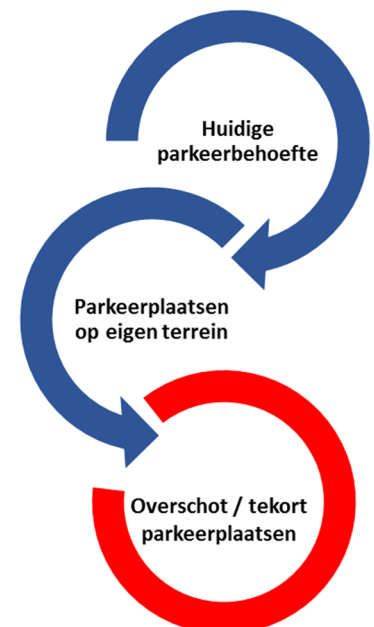 Huidige
parkeerbehoefte
Parkeerplaatsen
op eigen terrein
Overschot / tekort
parkeerplaatsen